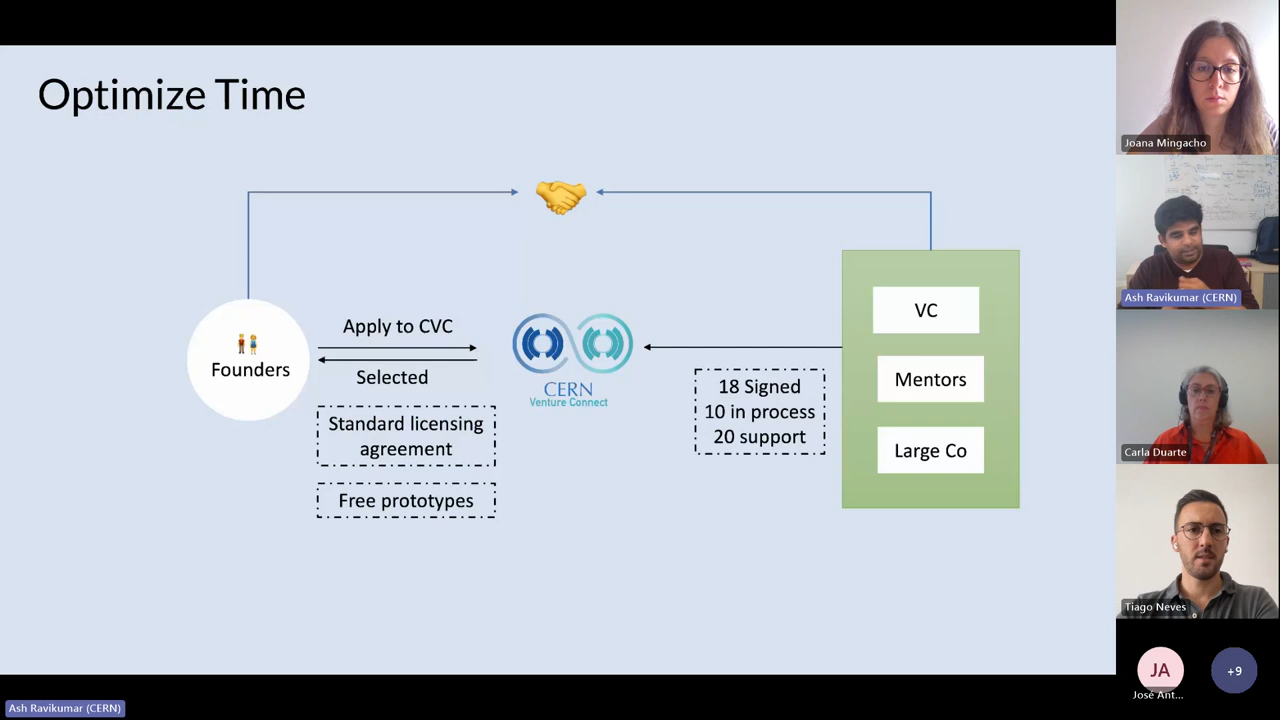 Optimize Time
Founders
Apply to CVC
Selected
Standard licensing
agreement
Free prototypes
CERN
Venture Connect
18 Signed
10 in process
20 support
VC
Mentors
Large Co
Joana Mingacho
Ash Ravikumar (CERN)
Carla Duarte
Tiago Neves
JA
José Ant...
+9
Ash Ravikumar (CERN)